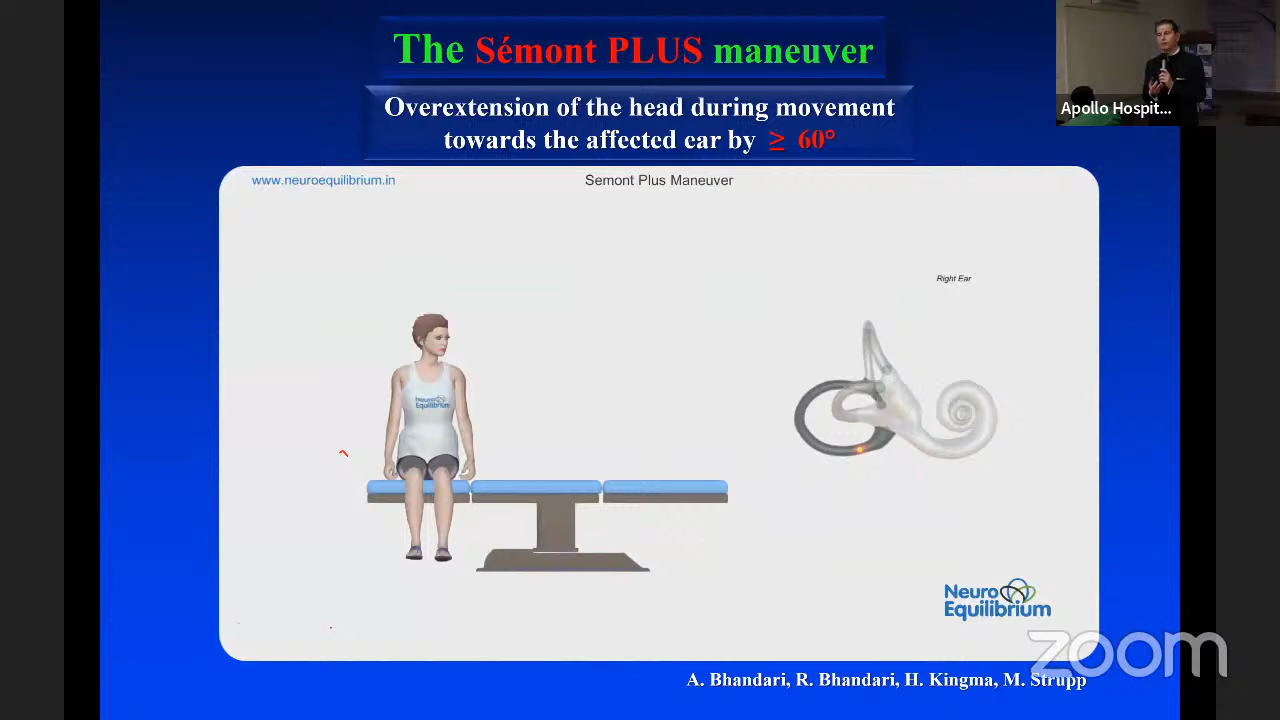 The Sémont PLUS maneuver
Overextension of the head during movement
towards the affected ear by ≥ 60°
Apollo Hospit...
www.neuroequilibrium.in
Semont Plus Maneuver
Right Ear
Neuro
Equilibrium
Neuro
Equilibrium
zoom
A. Bhandari, R. Bhandari, H. Kingma, M. Strupp